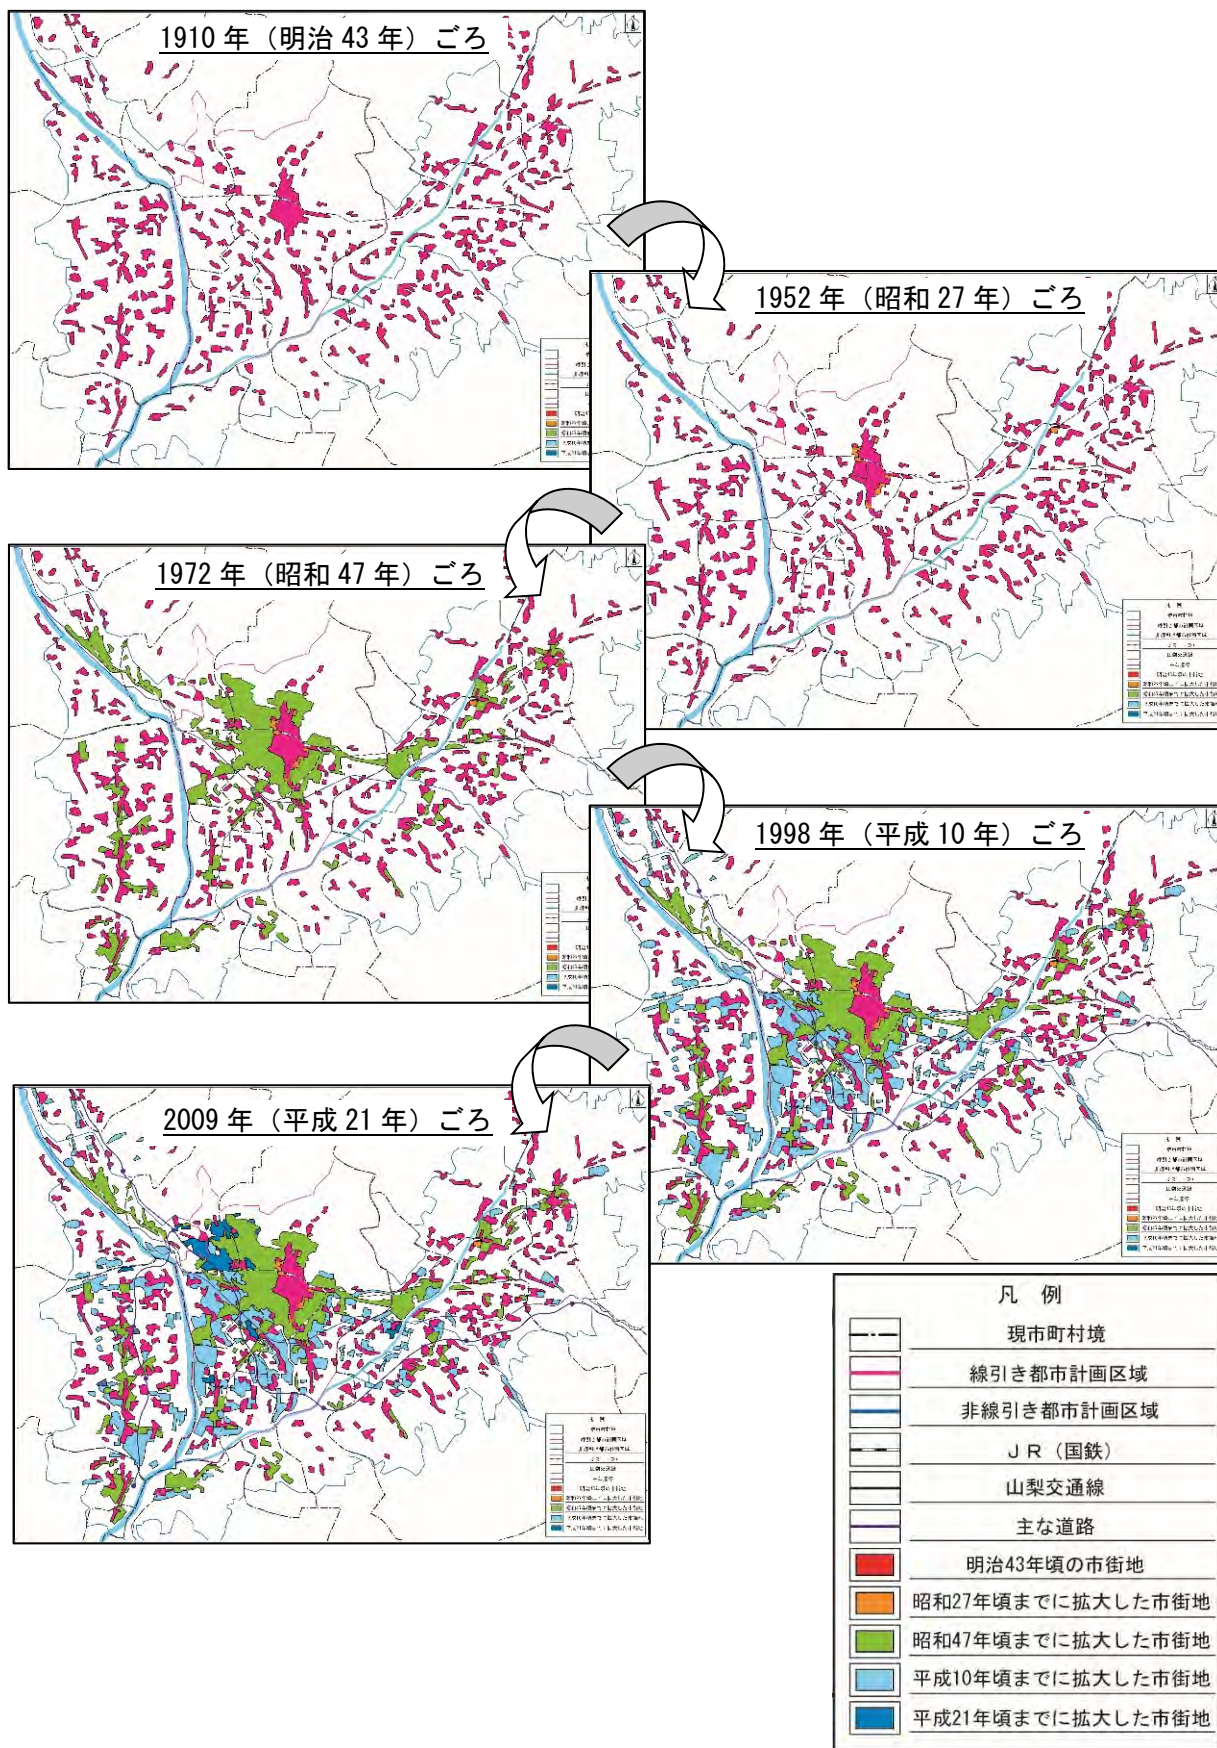 1910 年（明治 43 年）ごろ
1952 年（昭和 27 年）ごろ
1972 年（昭和 47 年）ごろ
1998 年（平成 10 年）ごろ
2009 年（平成 21 年）ごろ
凡 例
現市町村境
線引き都市計画区域
非線引き都市計画区域
ＪＲ（国鉄）
山梨交通線
主な道路
明治43年頃の市街地
昭和27年頃までに拡大した市街地
昭和47年頃までに拡大した市街地
平成10年頃までに拡大した市街地
平成21年頃までに拡大した市街地